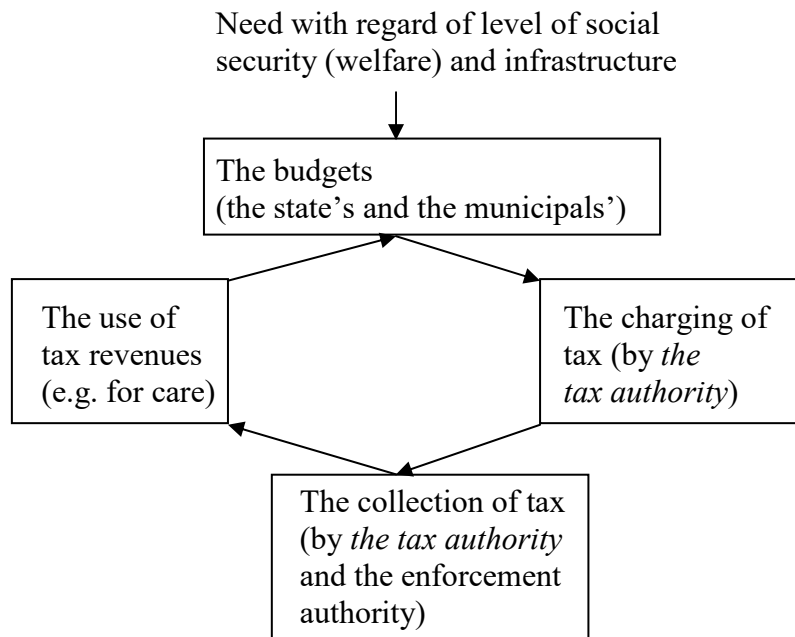 Need with regard of level of social
security (welfare) and infrastructure
The budgets
(the state’s and the municipals’)
The use of
tax revenues
(e.g. for care)
The charging of
tax (by the
tax authority)
The collection of tax
(by the tax authority
and the enforcement
authority)